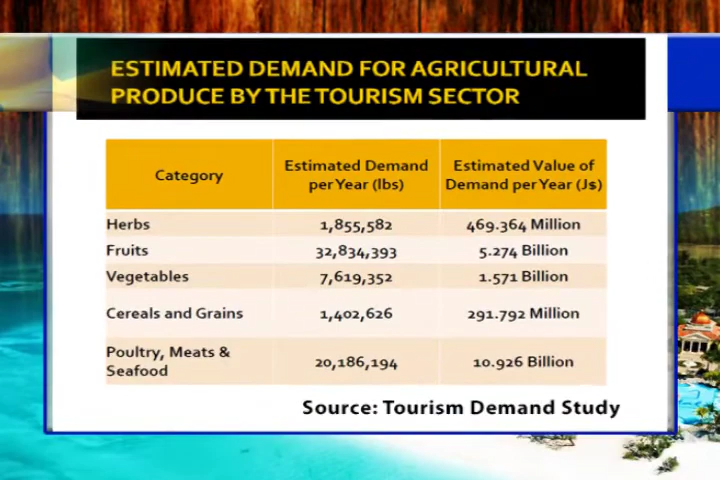 ESTIMATED DEMAND FOR AGRICULTURAL
PRODUCE BY THE TOURISM SECTOR
Category
Estimated Demand
per Year (lbs)
Estimated Value of
Demand per Year (J$)
Herbs 1,855,582 469.364 Million
Fruits 32,834,393 5.274 Billion
Vegetables 7,619,352 1.571 Billion
Cereals and Grains 1,402,626 291.792 Million
Poultry, Meats &
Seafood
20,186,194 10.926 Billion
Source: Tourism Demand Study